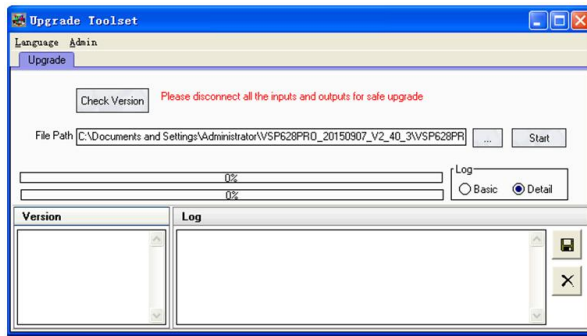 Upgrade Toolset
Language Admin
Upgrade
Check Version
Please disconnect all the inputs and outputs for safe upgrade
File Path C:\Documents and Settings\Administrator\VSP628PRO_20150907_V2_40_3\VSP628PR ... Start
Log
0%
Basic Detail
0%
Version Log